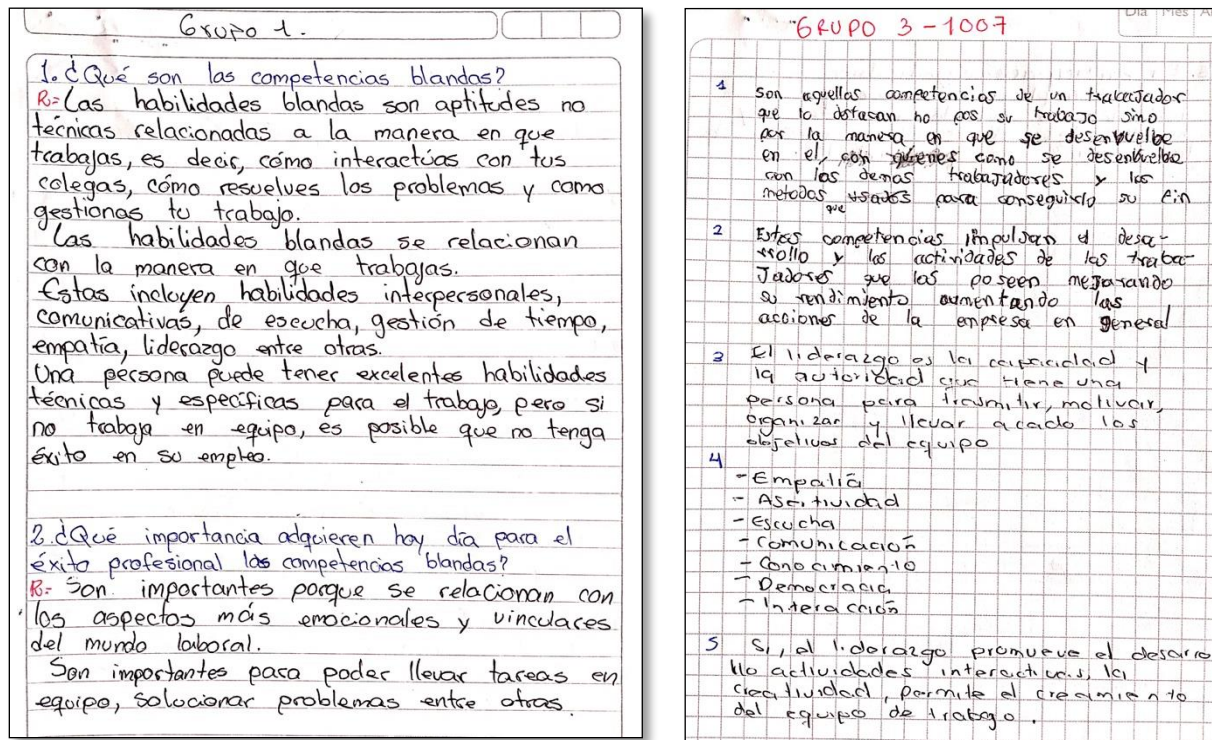 Grupo 1.
1. ¿Qué son las competencias blandas?
R= Las habilidades blandas son aptitudes no
técnicas relacionadas a la manera en que
trabajas, es decir, cómo interactúas con tus
colegas, cómo resuelves los problemas y como
gestionas tu trabajo.
Las habilidades blandas se relacionan
con la manera en que trabajas.
Estas incluyen habilidades interpersonales,
comunicativas, de escucha, gestión de tiempo,
empatía, liderazgo entre otras.
Una persona puede tener excelentes habilidades
técnicas y específicas para el trabajo, pero si
no trabaja en equipo, es posible que no tenga
éxito en su empleo.
2. ¿Qué importancia adquieren hoy día para el
éxito profesional las competencias blandas?
R= Son importantes porque se relacionan con
los aspectos más emocionales y vinculares
del mundo laboral.
Son importantes para poder llevar tareas en
equipo, solucionar problemas entre otras.
Dia Mes
GRUPO 3-1007
1 Son aquellas competencias de un trabajador
que lo no por su trabajo sino
por la manera en que se desenvuelbe
en el, con quienes como se desenvuelbe
con los demas trabajadores y los
metodos usados para conseguirlo su fin
que
2 Estas competencias impulsan el desa-
rrollo y las actividades de los traba-
Jadores que las poseen mejorando
su rendimiento aumentando las
acciones de la empresa en general
3 El liderazgo es la capacidad y
la autoridad que tiene una
persona para trasmitir, motivar,
organizar y llevar acado los
objetivos del equipo
4
- Empatía
- Asertividad
- Escucha
- Comunicación
- Conocimiento
- Democracia
- Interacción
5 Si, al liderazgo promueve el desarro
llo actividades interactivas, la
creatividad, permite el crecimiento
del equipo de trabago.